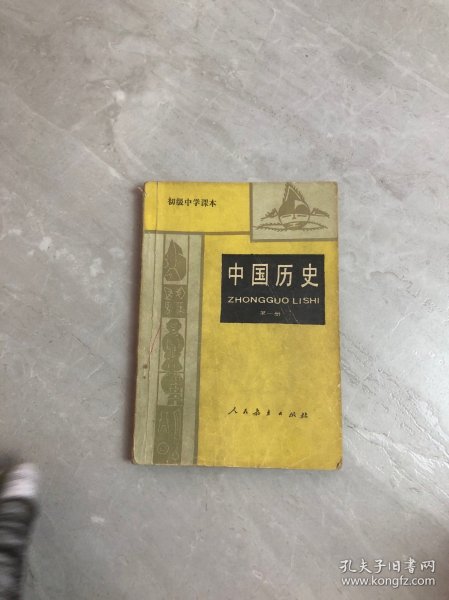 初级中学课本
中国历史
ZHONGGUO LISHI
第一册
人民教育出版社
孔夫子旧书网
www.kongfz.com